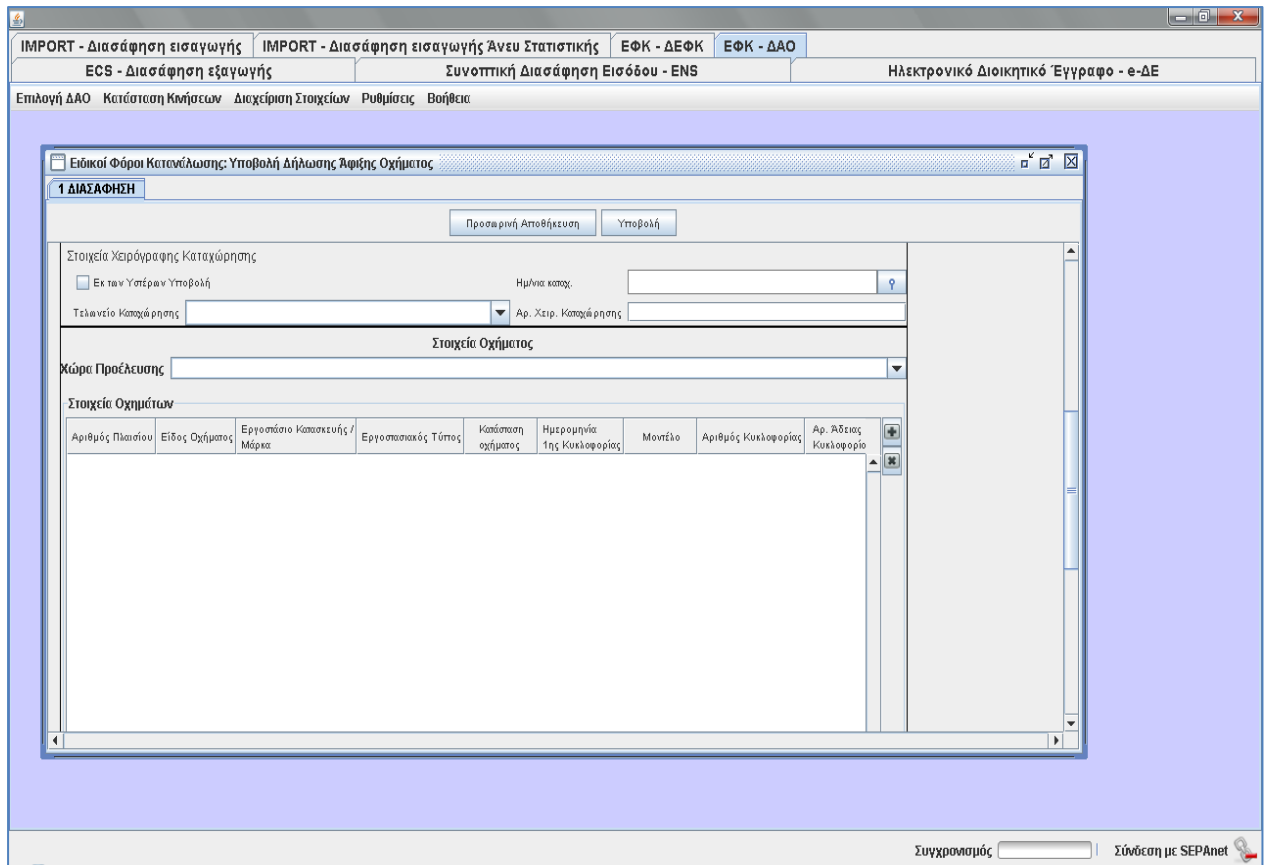 IMPORT - Διασάφηση εισαγωγής IMPORT - Διασάφηση εισαγωγής Άνευ Στατιστικής ΕΦΚ - ΔΕΦΚ ΕΦΚ - ΔΑΟ
ECS - Διασάφηση εξαγωγής Συνοπτική Διασάφηση Εισόδου - ENS Ηλεκτρονικό Διοικητικό Έγγραφο - e-ΔΕ
Επιλογή ΔΑΟ Κατάσταση Κινήσεων Διαχείριση Στοιχείων Ρυθμίσεις Βοήθεια
Ειδικοί Φόροι Κατανάλωσης: Υποβολή Δήλωσης Άφιξης Οχήματος
1 ΔΙΑΣΑΦΗΣΗ
Προσωρινή Αποθήκευση Υποβολή
Στοιχεία Χειρόγραφης Καταχώρησης
Εκ των Υστέρων Υποβολή Ημ/νια καταχ.
Τελωνείο Καταχώρησης Αρ. Χειρ. Καταχώρησης
Στοιχεία Οχήματος
Χώρα Προέλευσης
Στοιχεία Οχημάτων
Αριθμός Πλαισίου Είδος Οχήματος Εργοστάσιο Κατασκευής / Μάρκα Εργοστασιακός Τύπος Κατάσταση οχήματος Ημερομηνία 1ης Κυκλοφορίας Μοντέλο Αριθμός Κυκλοφορίας Αρ. Άδειας Κυκλοφορίο
Συγχρονισμός Σύνδεση με SEPAnet